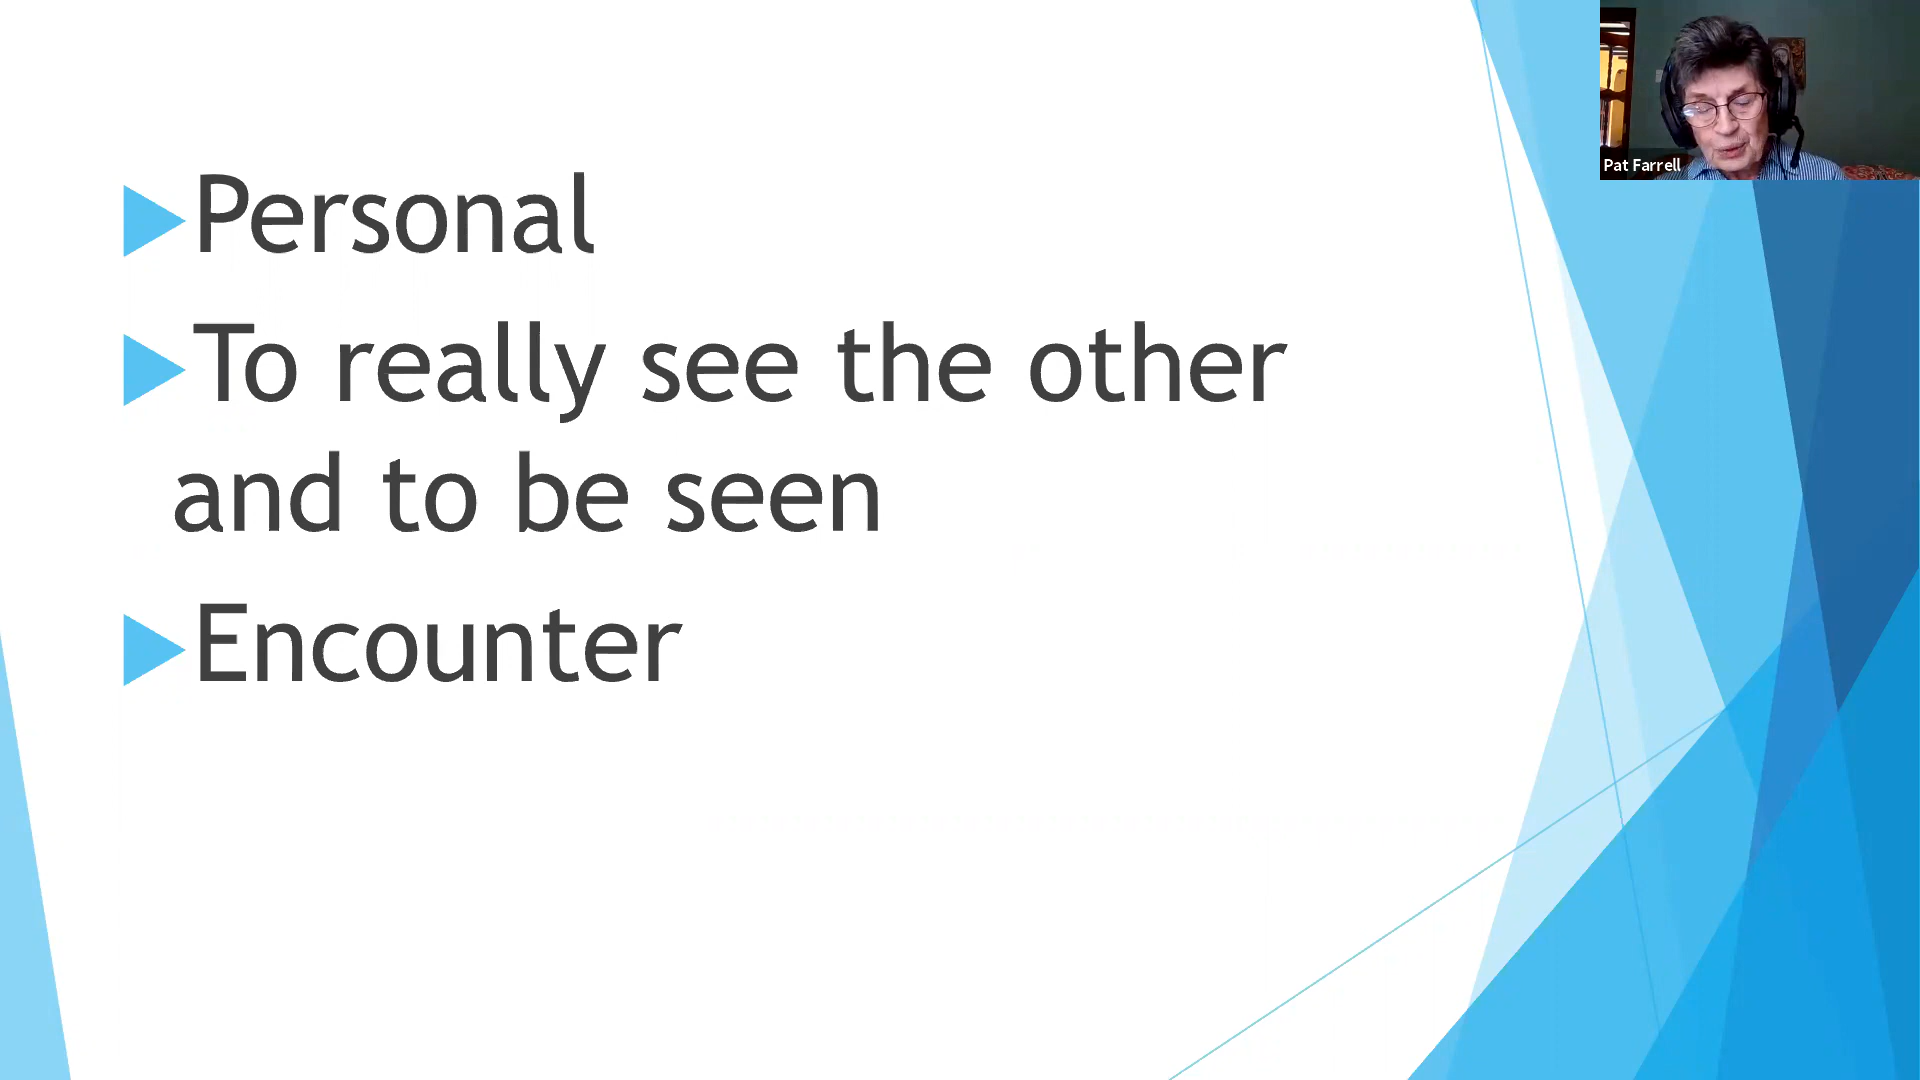 Personal
To really see the other
and to be seen
Encounter
Pat Farrell